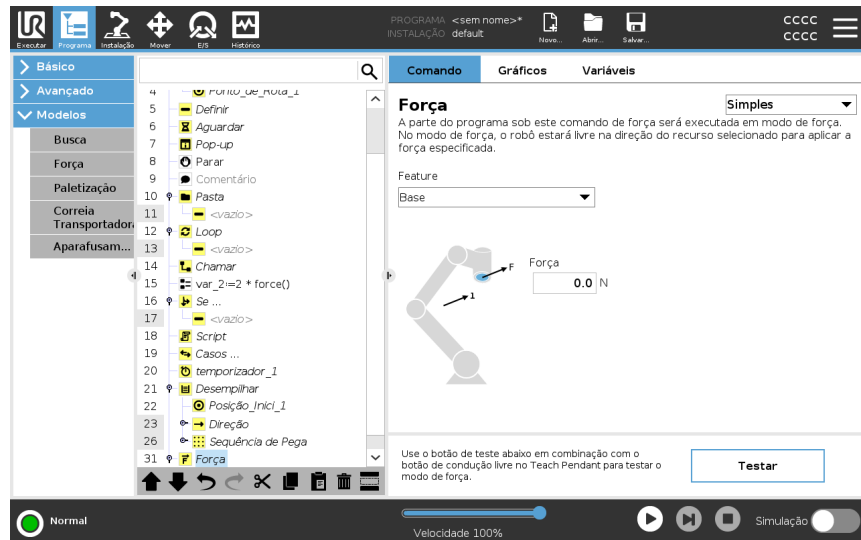 UR
Executar
Programa
Instalação
Mover
E/S
Histórico
PROGRAMA <sem nome>*
INSTALAÇÃO default
Novo...
Abrir...
Salvar...
CCCC
CCCC
Básico
Avançado
Modelos
Busca
Força
Paletização
Correia
Transportadora
Aparafusam...
4 Ponto_de_Rota_1
5 Definir
6 Aguardar
7 Pop-up
8 Parar
9 Comentário
10 Pasta
11 <vazio>
12 Loop
13 <vazio>
14 Chamar
15 var_2:=2 * force()
16 Se ...
17 <vazio>
18 Script
19 Casos ...
20 temporizador_1
21 Desempilhar
22 Posição_Inici_1
23 Direção
26 Sequência de Pega
31 Força
Comando
Gráficos
Variáveis
Força
Simples
A parte do programa sob este comando de força será executada em modo de força.
No modo de força, o robô estará livre na direção do recurso selecionado para aplicar a
força especificada.
Feature
Base
F
1
Força
0.0 N
Use o botão de teste abaixo em combinação com o
botão de condução livre no Teach Pendant para testar o
modo de força.
Testar
Normal
Velocidade 100%
Simulação